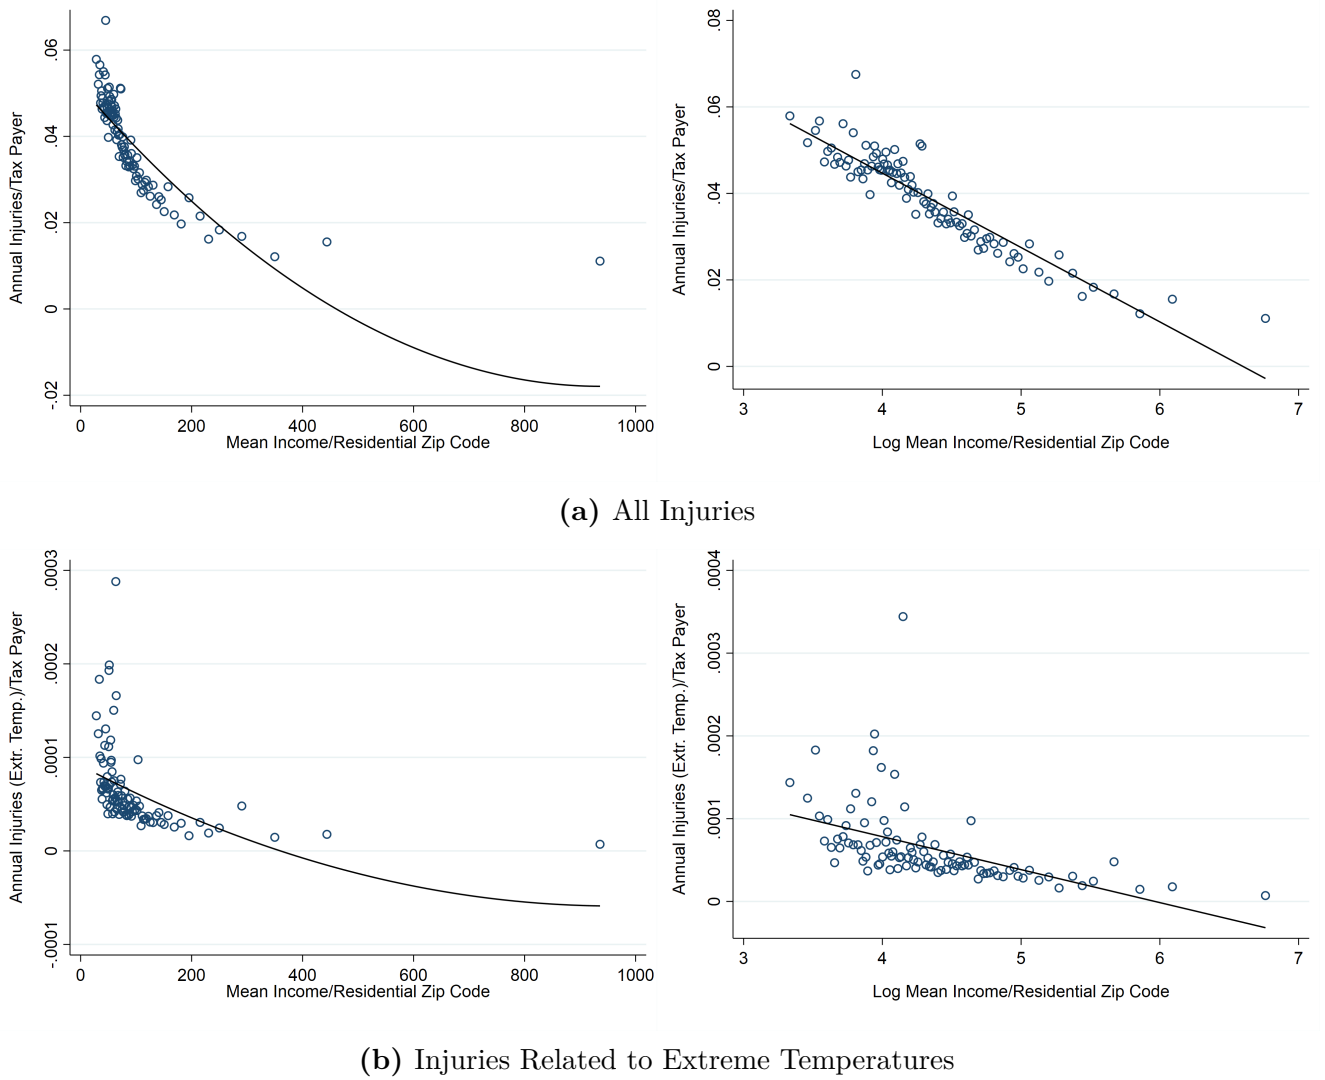 Annual Injuries/Tax Payer
.06
.04
.02
0
-.02
0 200 400 600 800 1000
Mean Income/Residential Zip Code
Annual Injuries/Tax Payer
.08
.06
.04
.02
0
3 4 5 6 7
Log Mean Income/Residential Zip Code
(a) All Injuries
Annual Injuries (Extr. Temp.)/Tax Payer
.0003
.0002
.0001
0
-.0001
0 200 400 600 800 1000
Mean Income/Residential Zip Code
Annual Injuries (Extr. Temp.)/Tax Payer
.0004
.0003
.0002
.0001
0
3 4 5 6 7
Log Mean Income/Residential Zip Code
(b) Injuries Related to Extreme Temperatures